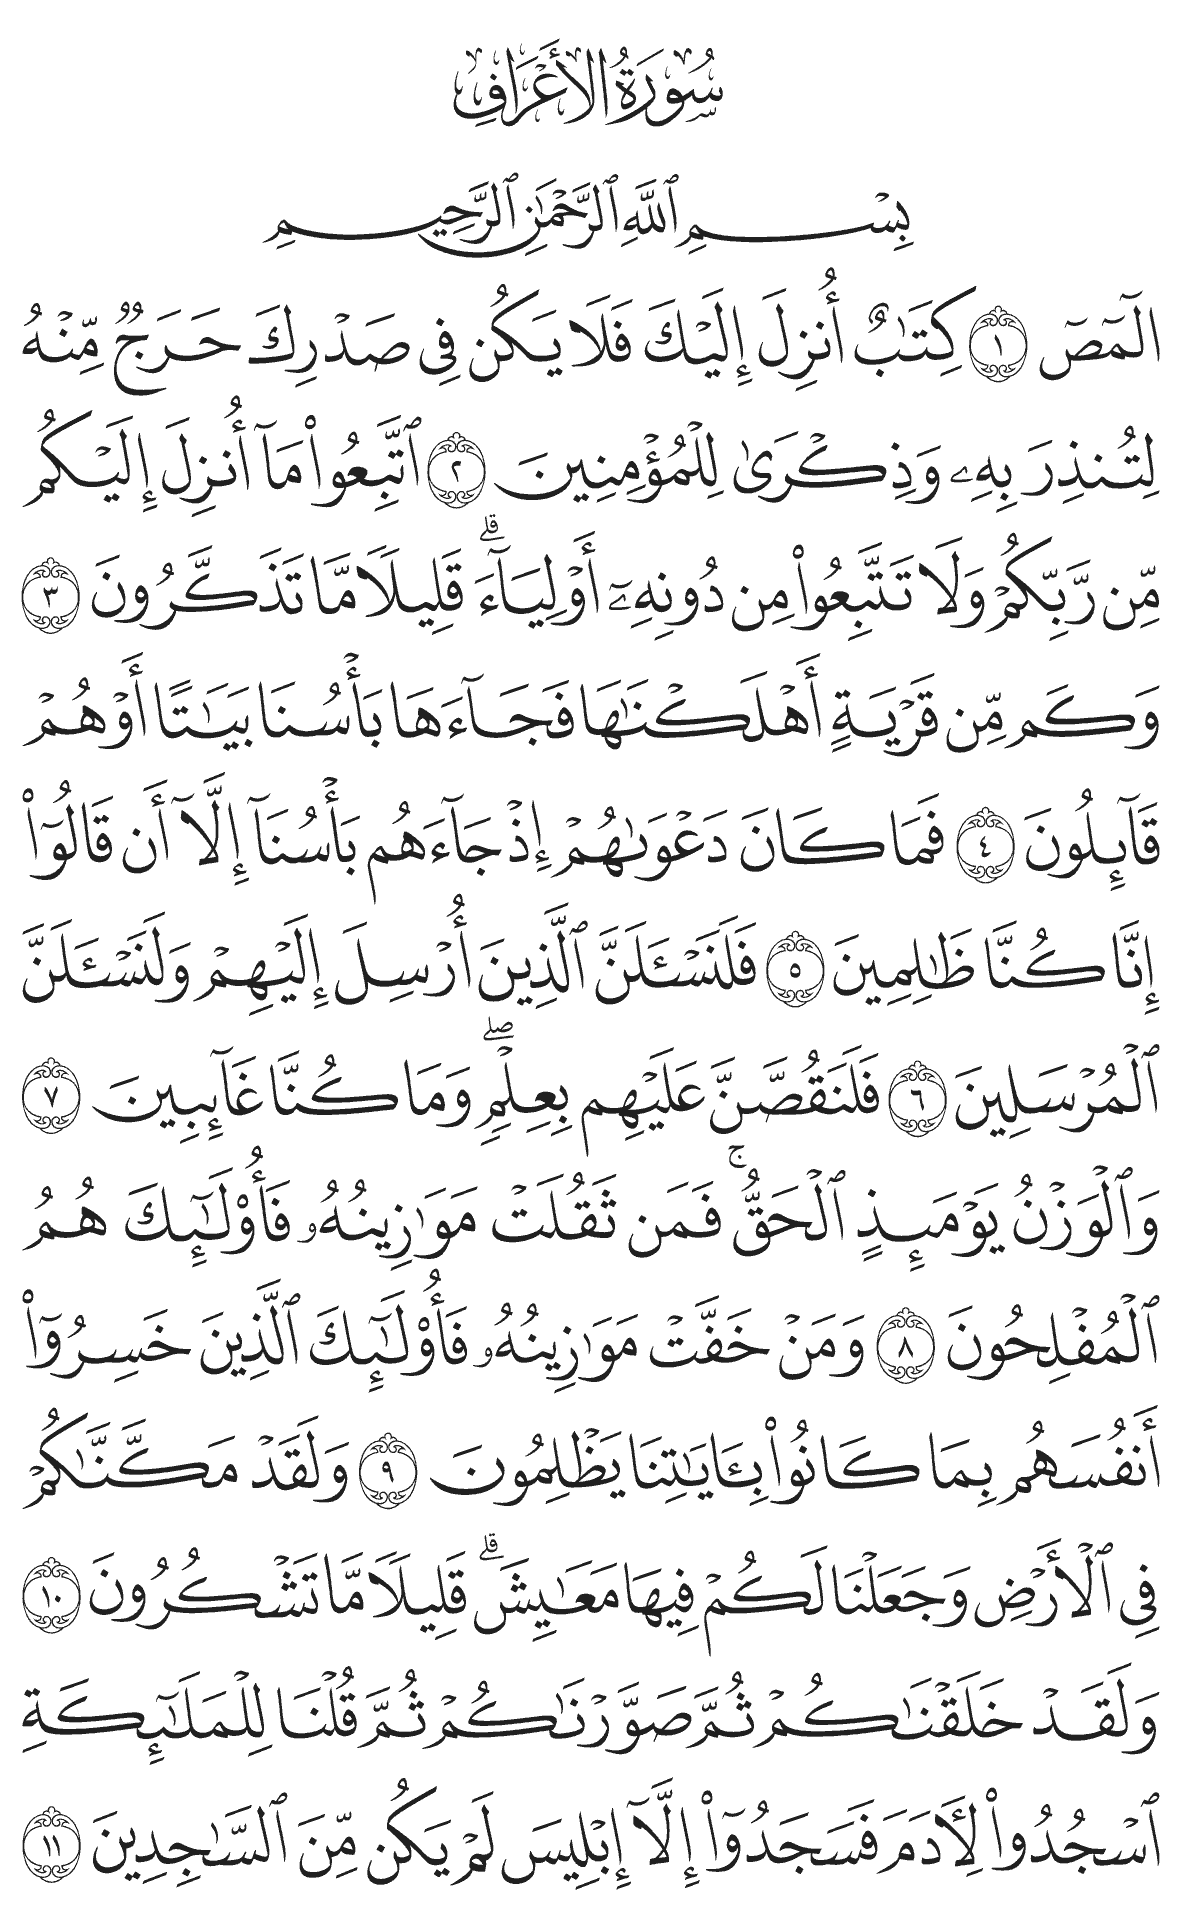 سُورَةُ الأَعْرَافِ
بِسْمِ ٱللَّهِ ٱلرَّحْمَٰنِ ٱلرَّحِيمِ
الٓمٓصٓ ١ كِتَٰبٌ أُنزِلَ إِلَيْكَ فَلَا يَكُن فِى صَدْرِكَ حَرَجٌ مِّنْهُ
لِتُنذِرَ بِهِۦ وَذِكْرَىٰ لِلْمُؤْمِنِينَ ٢ ٱتَّبِعُوا۟ مَآ أُنزِلَ إِلَيْكُم
مِّن رَّبِّكُمْ وَلَا تَتَّبِعُوا۟ مِن دُونِهِۦٓ أَوْلِيَآءَ ۗ قَلِيلًا مَّا تَذَكَّرُونَ ٣
وَكَم مِّن قَرْيَةٍ أَهْلَكْنَٰهَا فَجَآءَهَا بَأْسُنَا بَيَٰتًا أَوْ هُمْ
قَآئِلُونَ ٤ فَمَا كَانَ دَعْوَىٰهُمْ إِذْ جَآءَهُم بَأْسُنَآ إِلَّآ أَن قَالُوٓا۟
إِنَّا كُنَّا ظَٰلِمِينَ ٥ فَلَنَسْـَٔلَنَّ ٱلَّذِينَ أُرْسِلَ إِلَيْهِمْ وَلَنَسْـَٔلَنَّ
ٱلْمُرْسَلِينَ ٦ فَلَنَقُصَّنَّ عَلَيْهِم بِعِلْمٍ ۖ وَمَا كُنَّا غَآئِبِينَ ٧
وَٱلْوَزْنُ يَوْمَئِذٍ ٱلْحَقُّ ۚ فَمَن ثَقُلَتْ مَوَٰزِينُهُۥ فَأُو۟لَٰٓئِكَ هُمُ
ٱلْمُفْلِحُونَ ٨ وَمَنْ خَفَّتْ مَوَٰزِينُهُۥ فَأُو۟لَٰٓئِكَ ٱلَّذِينَ خَسِرُوٓا۟
أَنفُسَهُم بِمَا كَانُوا۟ بِـَٔايَٰتِنَا يَظْلِمُونَ ٩ وَلَقَدْ مَكَّنَّٰكُمْ
فِى ٱلْأَرْضِ وَجَعَلْنَا لَكُمْ فِيهَا مَعَٰيِشَ ۗ قَلِيلًا مَّا تَشْكُرُونَ ١٠
وَلَقَدْ خَلَقْنَٰكُمْ ثُمَّ صَوَّرْنَٰكُمْ ثُمَّ قُلْنَا لِلْمَلَٰٓئِكَةِ
ٱسْجُدُوا۟ لِـَٔادَمَ فَسَجَدُوٓا۟ إِلَّآ إِبْلِيسَ لَمْ يَكُن مِّنَ ٱلسَّٰجِدِينَ ١١